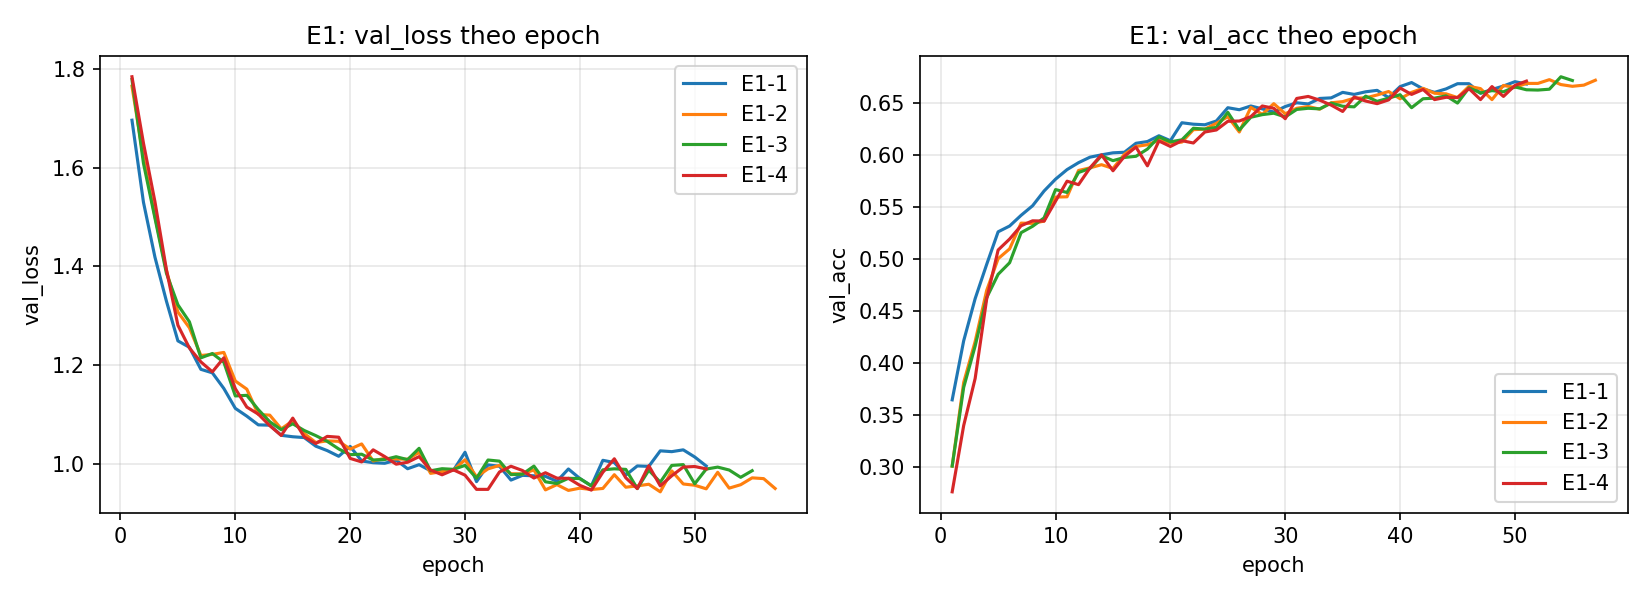 E1: val_loss theo epoch
1.8
1.6
1.4
1.2
1.0
val_loss
0
10
20
30
40
50
epoch
E1-1
E1-2
E1-3
E1-4
E1: val_acc theo epoch
0.65
0.60
0.55
0.50
0.45
0.40
0.35
0.30
val_acc
0
10
20
30
40
50
epoch
E1-1
E1-2
E1-3
E1-4